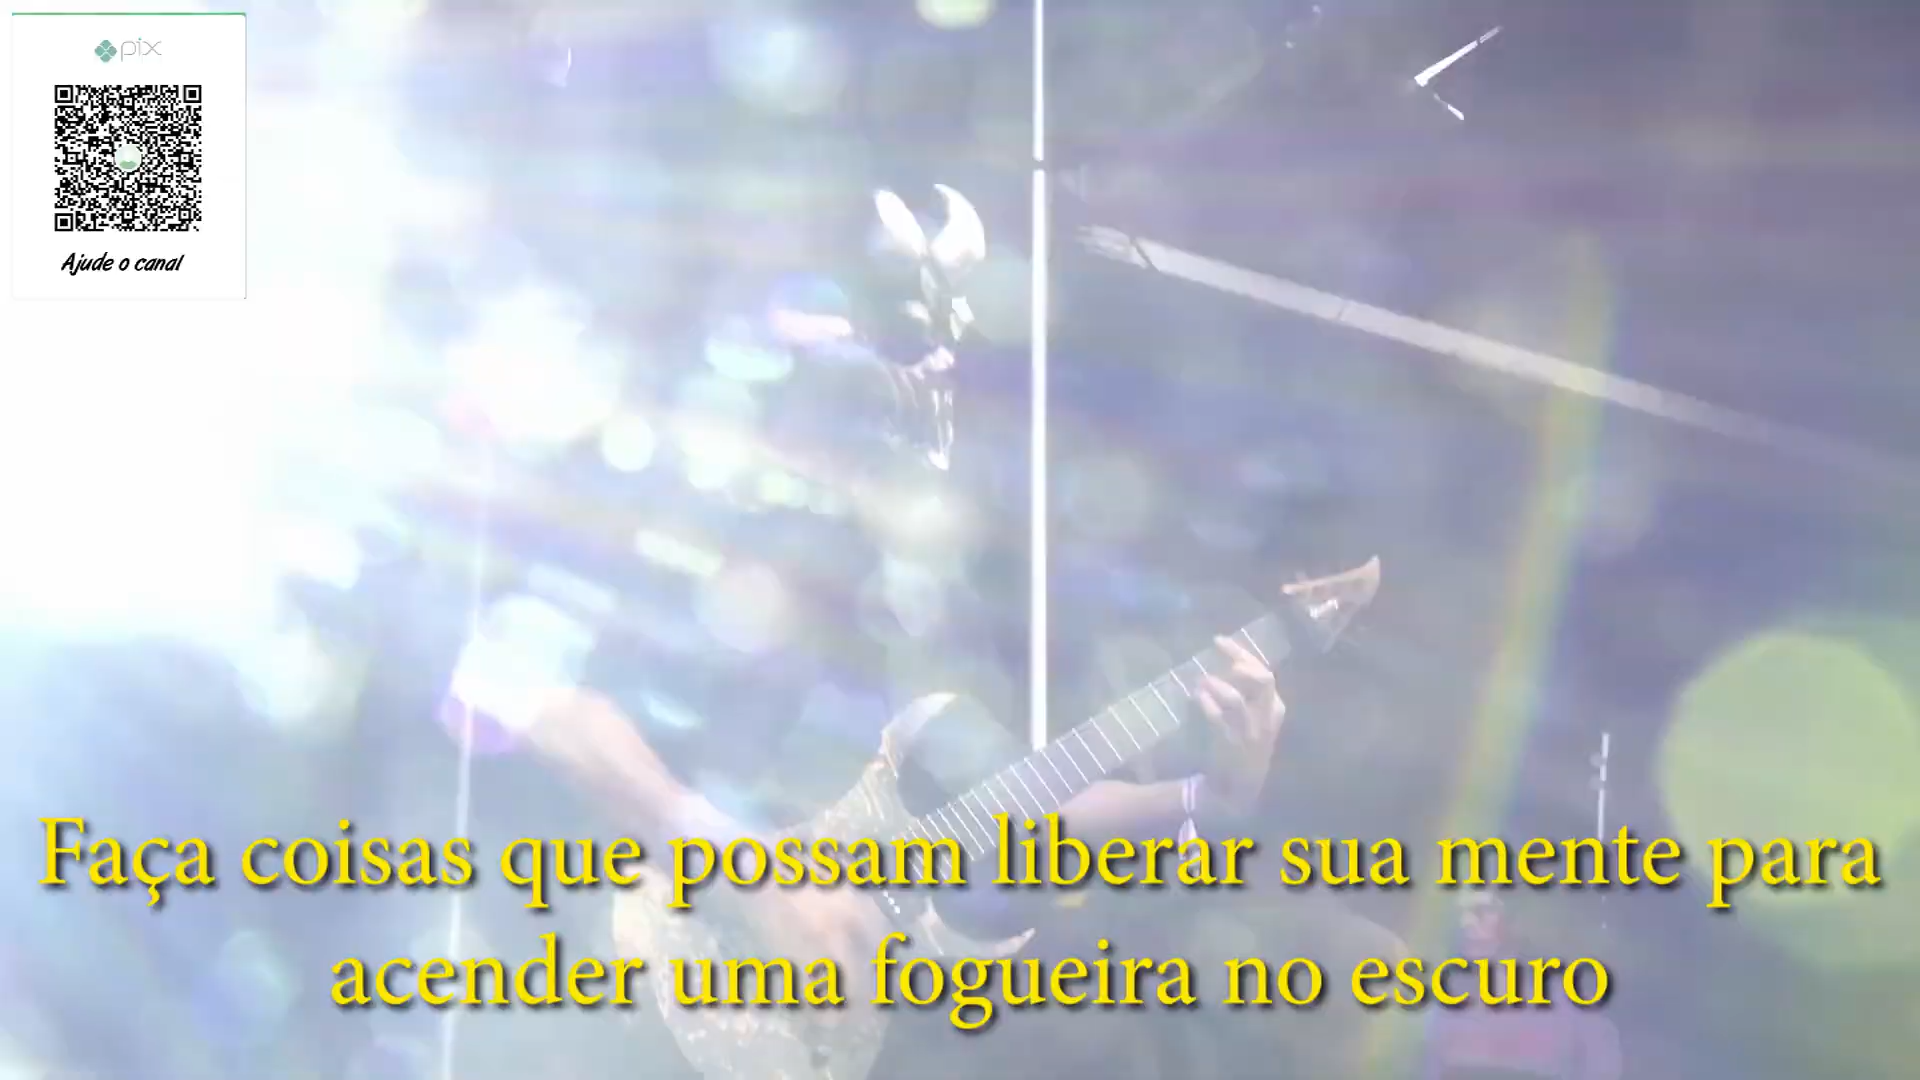 pix
Ajude o canal
Faça coisas que possam liberar sua mente para
acender uma fogueira no escuro